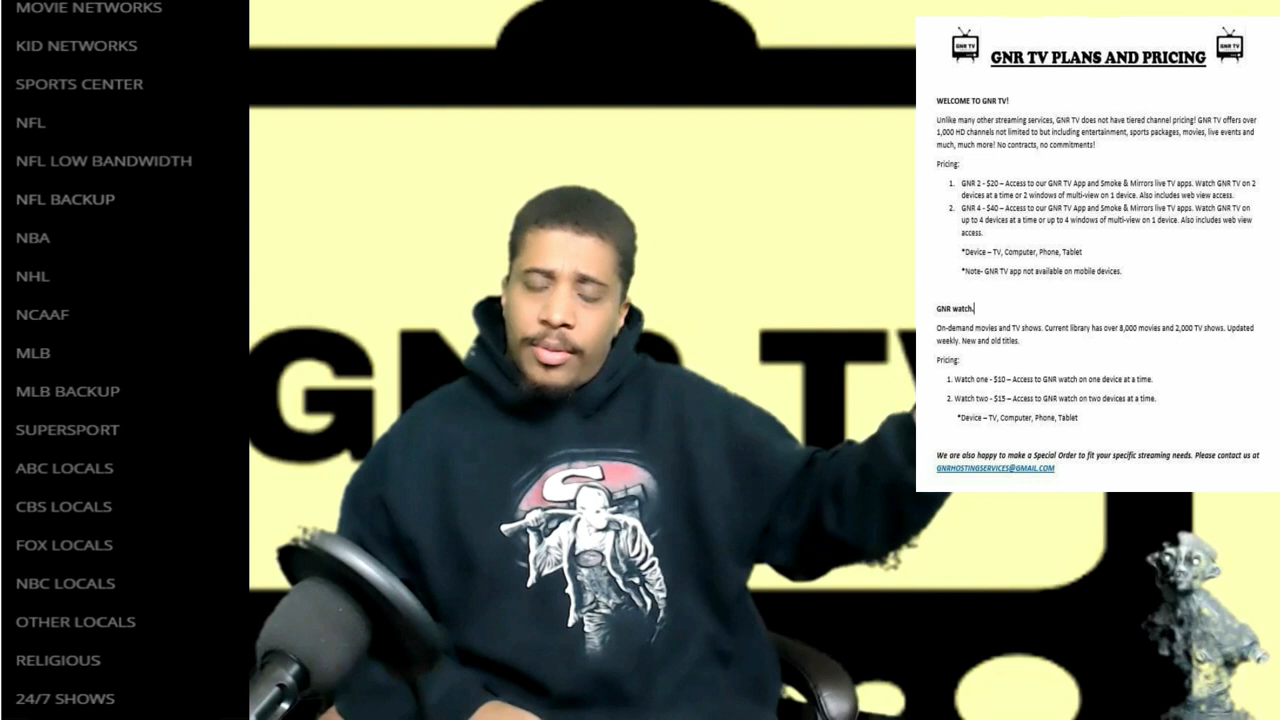 MOVIE NETWORKS
KID NETWORKS
SPORTS CENTER
NFL
NFL LOW BANDWIDTH
NFL BACKUP
NBA
NHL
NCAAF
MLB
MLB BACKUP
SUPERSPORT
ABC LOCALS
CBS LOCALS
FOX LOCALS
NBC LOCALS
OTHER LOCALS
RELIGIOUS
24/7 SHOWS
GNR TV
GNR TV
GNR TV PLANS AND PRICING
GNR TV
WELCOME TO GNR TV!
Unlike many other streaming services, GNR TV does not have tiered channel pricing! GNR TV offers over
1,000 HD channels not limited to but including entertainment, sports packages, movies, live events and
much, much more! No contracts, no commitments!
Pricing:
1. GNR 2 - $20 – Access to our GNR TV App and Smoke & Mirrors live TV apps. Watch GNR TV on 2
devices at a time or 2 windows of multi-view on 1 device. Also includes web view access.
2. GNR 4 - $40 – Access to our GNR TV App and Smoke & Mirrors live TV apps. Watch GNR TV on
up to 4 devices at a time or up to 4 windows of multi-view on 1 device. Also includes web view
access.
*Device – TV, Computer, Phone, Tablet
*Note- GNR TV app not available on mobile devices.
GNR watch.
On-demand movies and TV shows. Current library has over 8,000 movies and 2,000 TV shows. Updated
weekly. New and old titles.
Pricing:
1. Watch one - $10 – Access to GNR watch on one device at a time.
2. Watch two - $15 – Access to GNR watch on two devices at a time.
*Device – TV, Computer, Phone, Tablet
We are also happy to make a Special Order to fit your specific streaming needs. Please contact us at
GNRHOSTINGSERVICES@GMAIL.COM